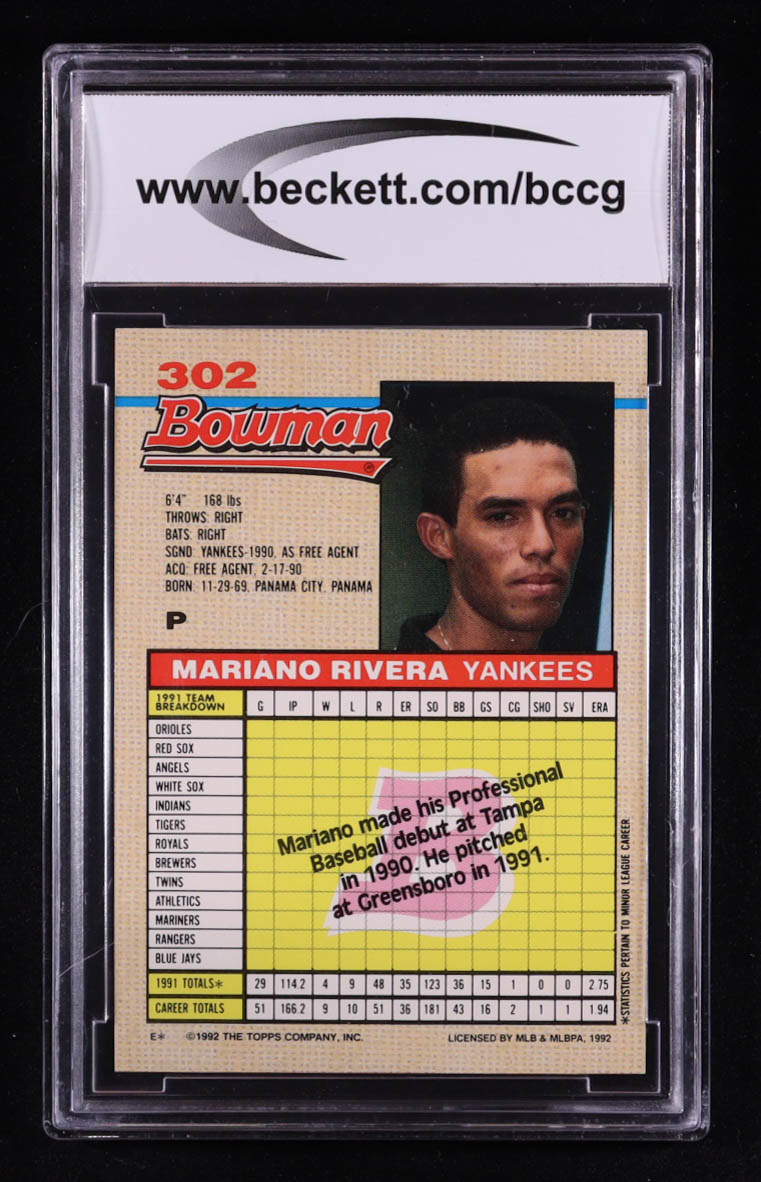 www.beckett.com/bccg
302
Bowman
6'4" 168 lbs
THROWS: RIGHT
BATS: RIGHT
SGND: YANKEES-1990, AS FREE AGENT
ACQ: FREE AGENT, 2-17-90
BORN: 11-29-69, PANAMA CITY, PANAMA
P
MARIANO RIVERA YANKEES
1991 TEAM BREAKDOWN G IP W L R ER SO BB GS CG SHO SV ERA
ORIOLES
RED SOX
ANGELS
WHITE SOX
INDIANS
TIGERS
ROYALS
BREWERS
TWINS
ATHLETICS
MARINERS
RANGERS
BLUE JAYS
B
Mariano made his Professional
Baseball debut at Tampa
in 1990. He pitched
at Greensboro in 1991.
1991 TOTALS* 29 114.2 4 9 48 35 123 36 15 1 0 0 2.75
CAREER TOTALS 51 166.2 9 10 51 36 181 43 16 2 1 1 1.94
*STATISTICS PERTAIN TO MINOR LEAGUE CAREER
E* ©1992 THE TOPPS COMPANY, INC. LICENSED BY MLB & MLBPA, 1992